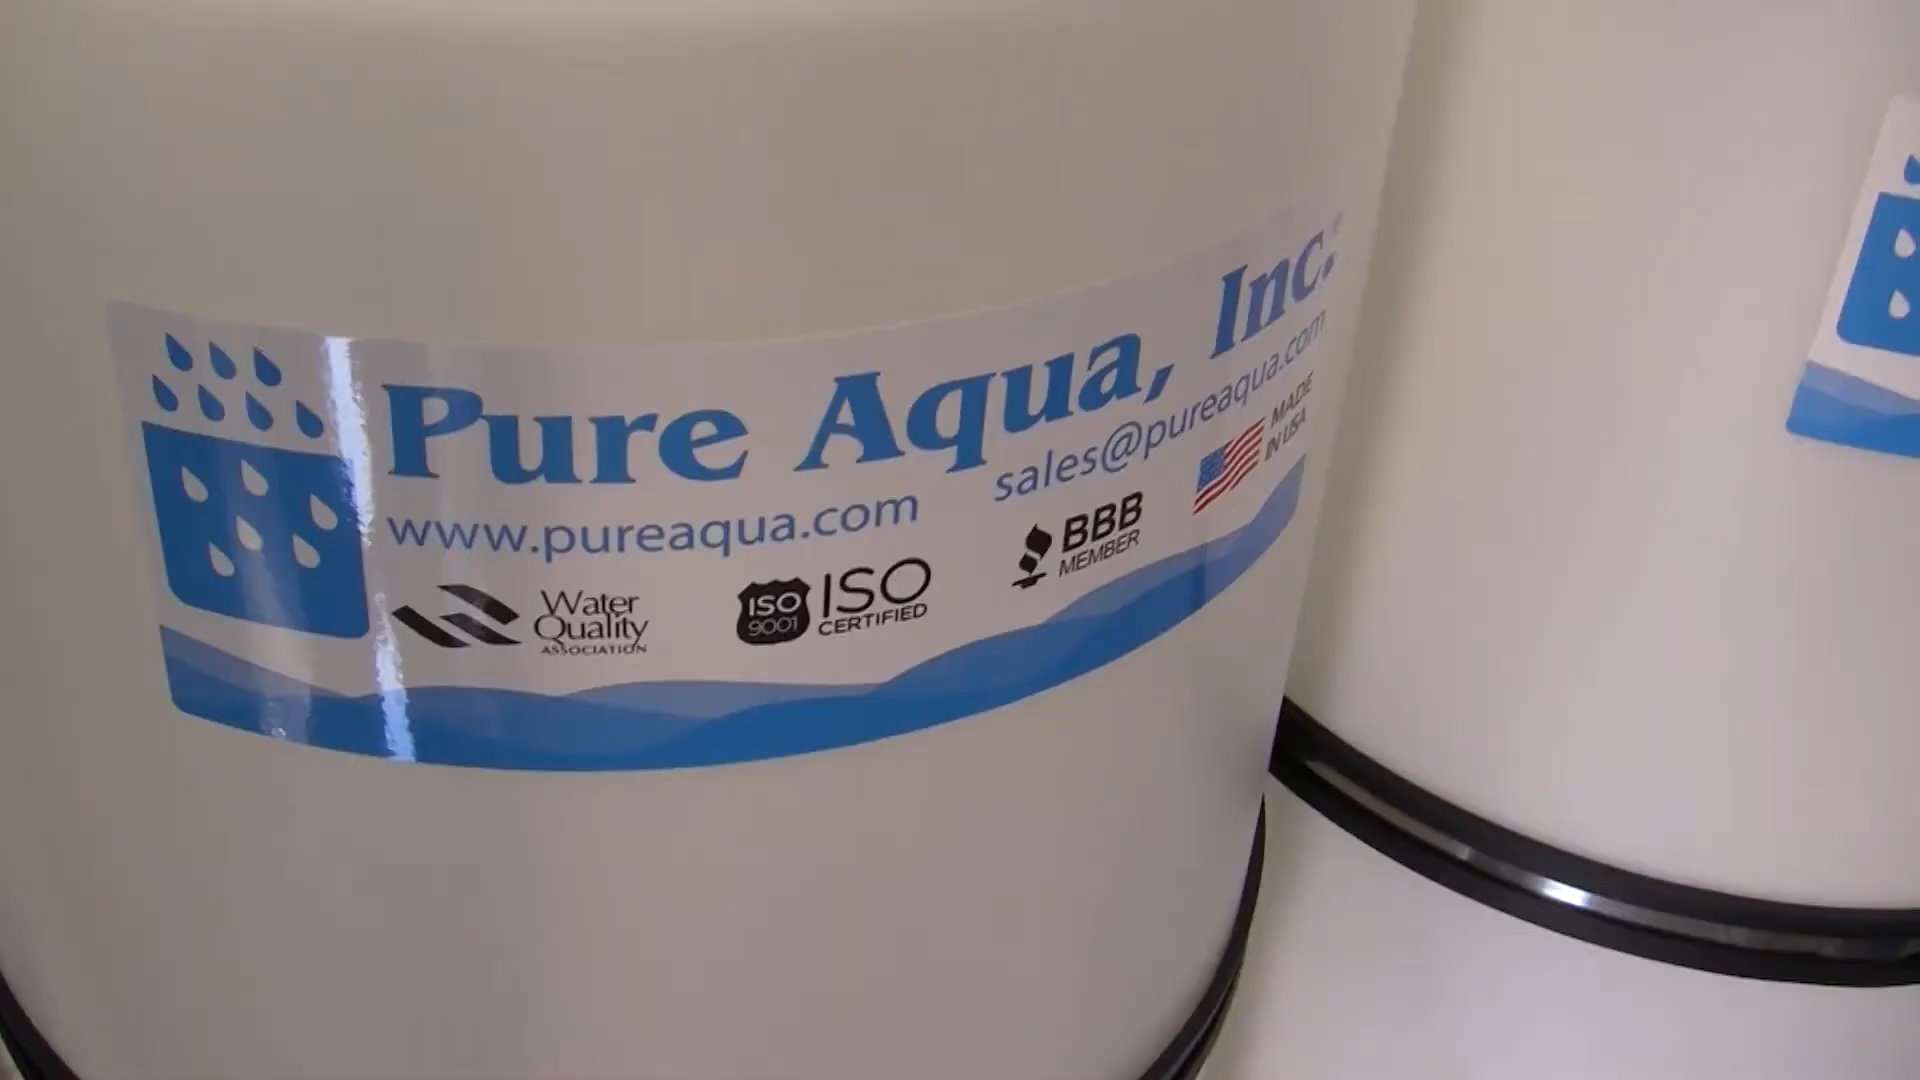 Pure Aqua, Inc.
www.pureaqua.com
sales@pureaqua.com
Water
Quality
ASSOCIATION
ISO
9001
ISO
CERTIFIED
BBB
MEMBER
MADE
IN USA